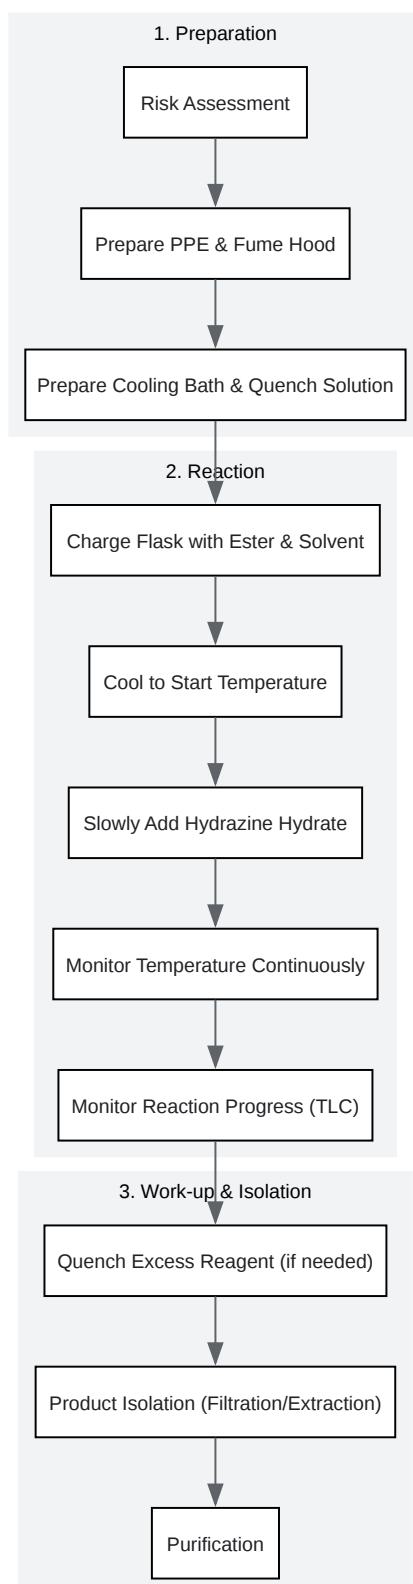 1. Preparation
Risk Assessment
Prepare PPE & Fume Hood
Prepare Cooling Bath & Quench Solution
2. Reaction
Charge Flask with Ester & Solvent
Cool to Start Temperature
Slowly Add Hydrazine Hydrate
Monitor Temperature Continuously
Monitor Reaction Progress (TLC)
3. Work-up & Isolation
Quench Excess Reagent (if needed)
Product Isolation (Filtration/Extraction)
Purification